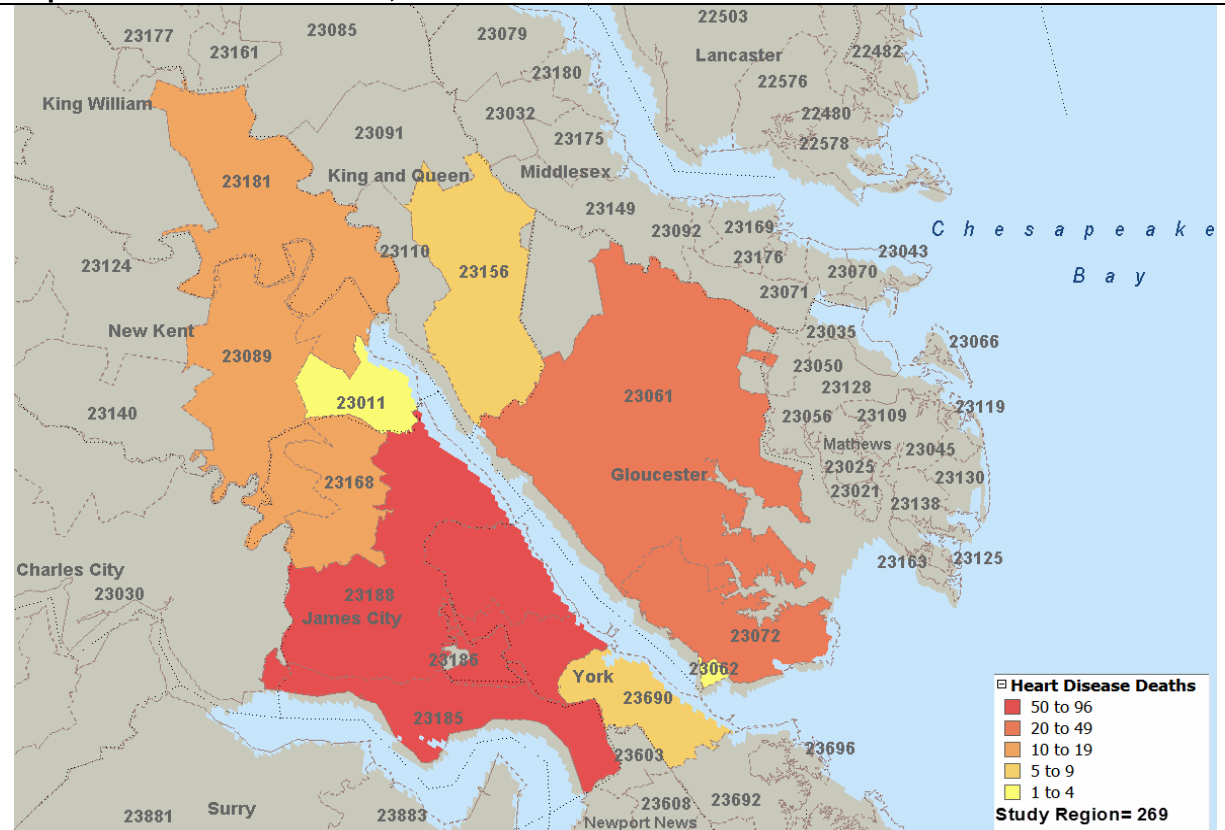 22503
23177
23085
23079
22482
23161
Lancaster
23180
22576
King William
23032
22480
23091
23175
22578
King and Queen
Middlesex
23181
23149
23169
23092
Chesapeake
23110
23176
23043
23124
23156
23070
Bay
23071
New Kent
23035
23066
23089
23050
23128
23061
23011
23119
23140
23056
23109
Mathews
23045
23168
Gloucester
23025
23130
23021
23138
23163
23125
Charles City
23030
23188
James City
23072
23186
23062
York
23690
23185
23603
23696
23608
23692
Surry
23881
23883
Newport News
Heart Disease Deaths
50 to 96
20 to 49
10 to 19
5 to 9
1 to 4
Study Region= 269